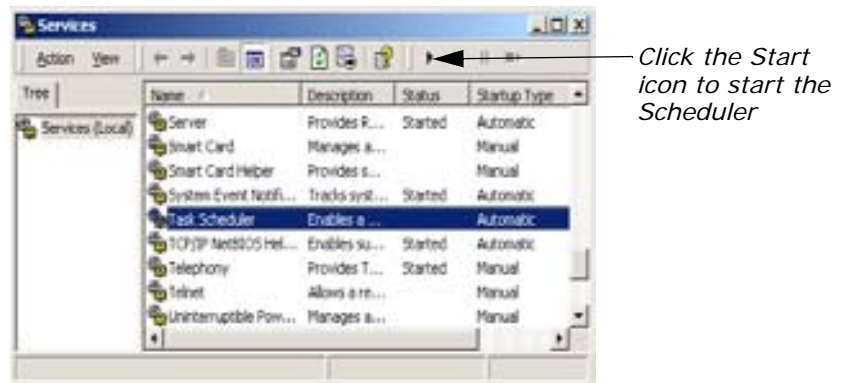 Services
Action View
Tree
Name Description Status Startup Type
Services (Local)
Server Provides R... Started Automatic
Smart Card Manages a... Manual
Smart Card Helper Provides s... Manual
System Event Notifi... Tracks syst... Started Automatic
Task Scheduler Enables a ... Automatic
TCP/IP NetBIOS Hel... Enables su... Started Automatic
Telephony Provides T... Started Manual
Telnet Allows a re... Manual
Uninterruptible Pow... Manages a... Manual
Click the Start
icon to start the
Scheduler